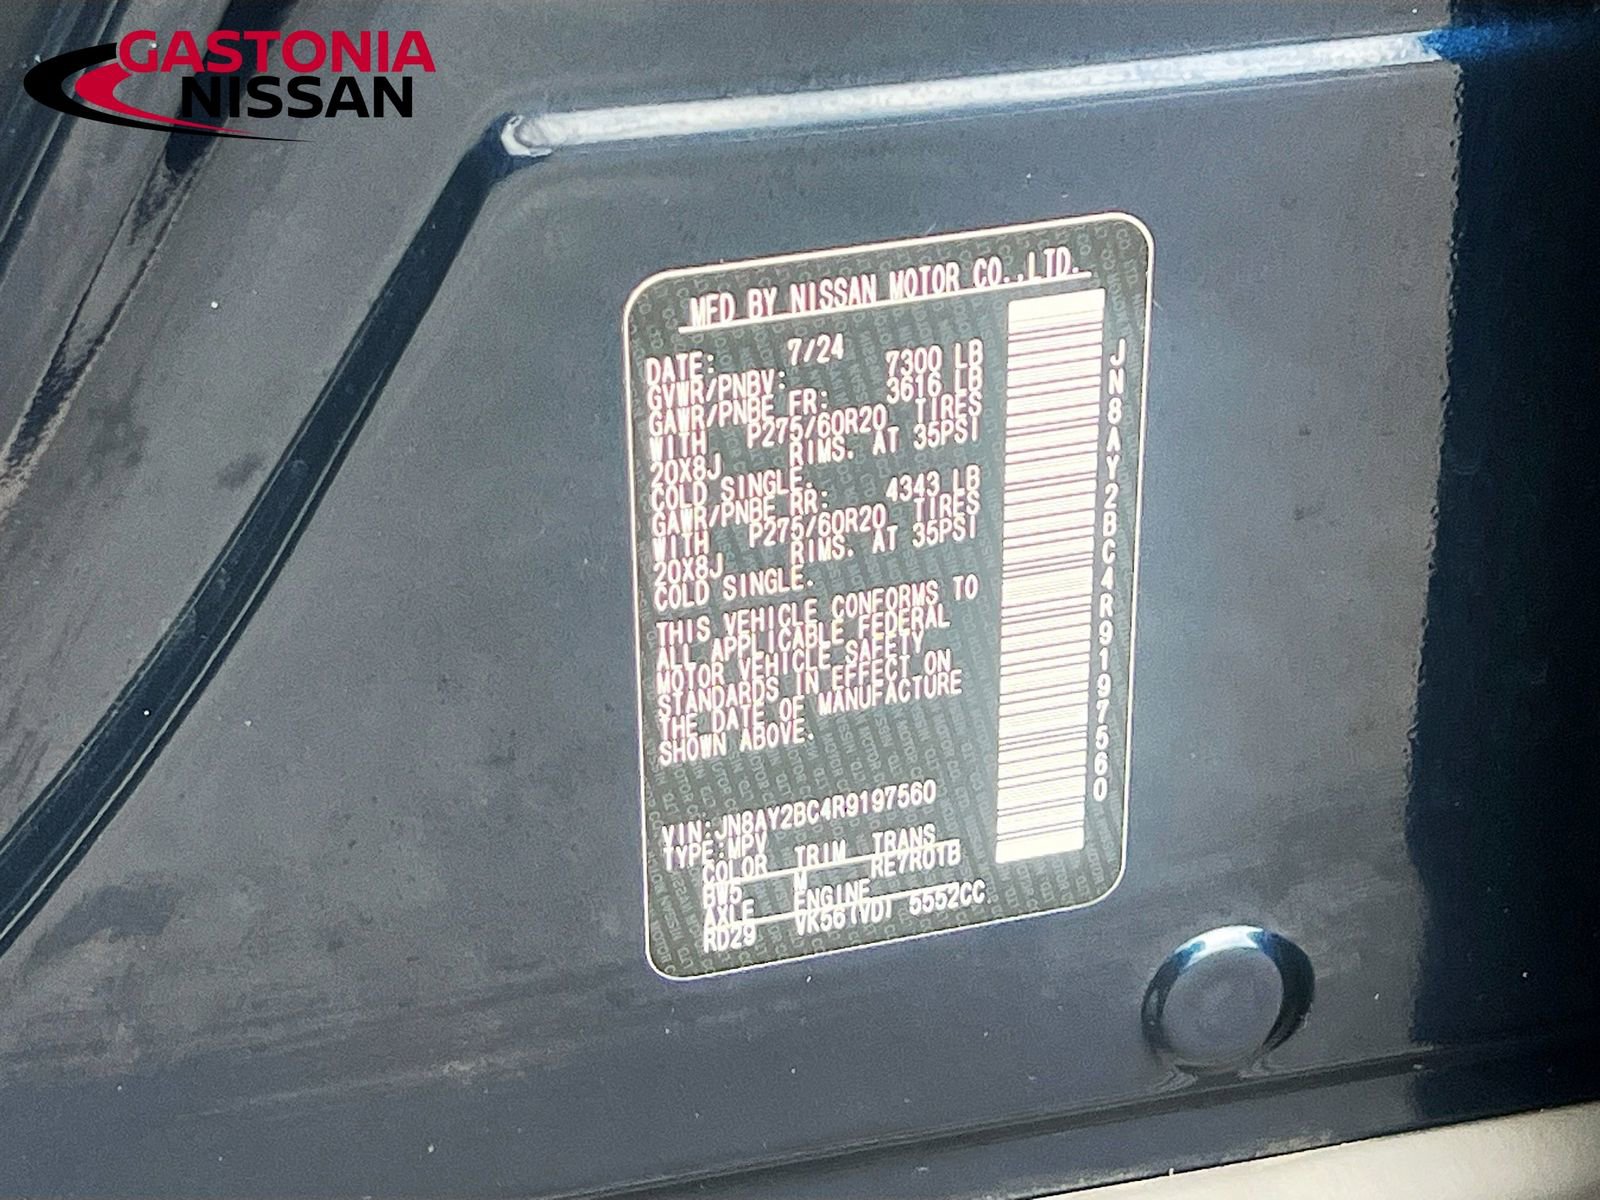 GASTONIA
NISSAN
MFD BY NISSAN MOTOR CO.,LTD.
DATE: 7/24
GVWR/PNBV: 7300 LB
GAWR/PNBE FR: 3616 LB
WITH P275/60R20 TIRES
20X8J RIMS. AT 35PSI
COLD SINGLE.
GAWR/PNBE RR: 4343 LB
WITH P275/60R20 TIRES
20X8J RIMS. AT 35PSI
COLD SINGLE.
THIS VEHICLE CONFORMS TO
ALL APPLICABLE FEDERAL
MOTOR VEHICLE SAFETY
STANDARDS IN EFFECT ON
THE DATE OF MANUFACTURE
SHOWN ABOVE.
VIN:JN8AY2BC4R9197560
TYPE:MPV
COLOR TRIM TRANS
BW5 M RE7R01B
AXLE ENGINE
RD29 VK56(VD) 5552CC
JN8AY2BC4R9197560